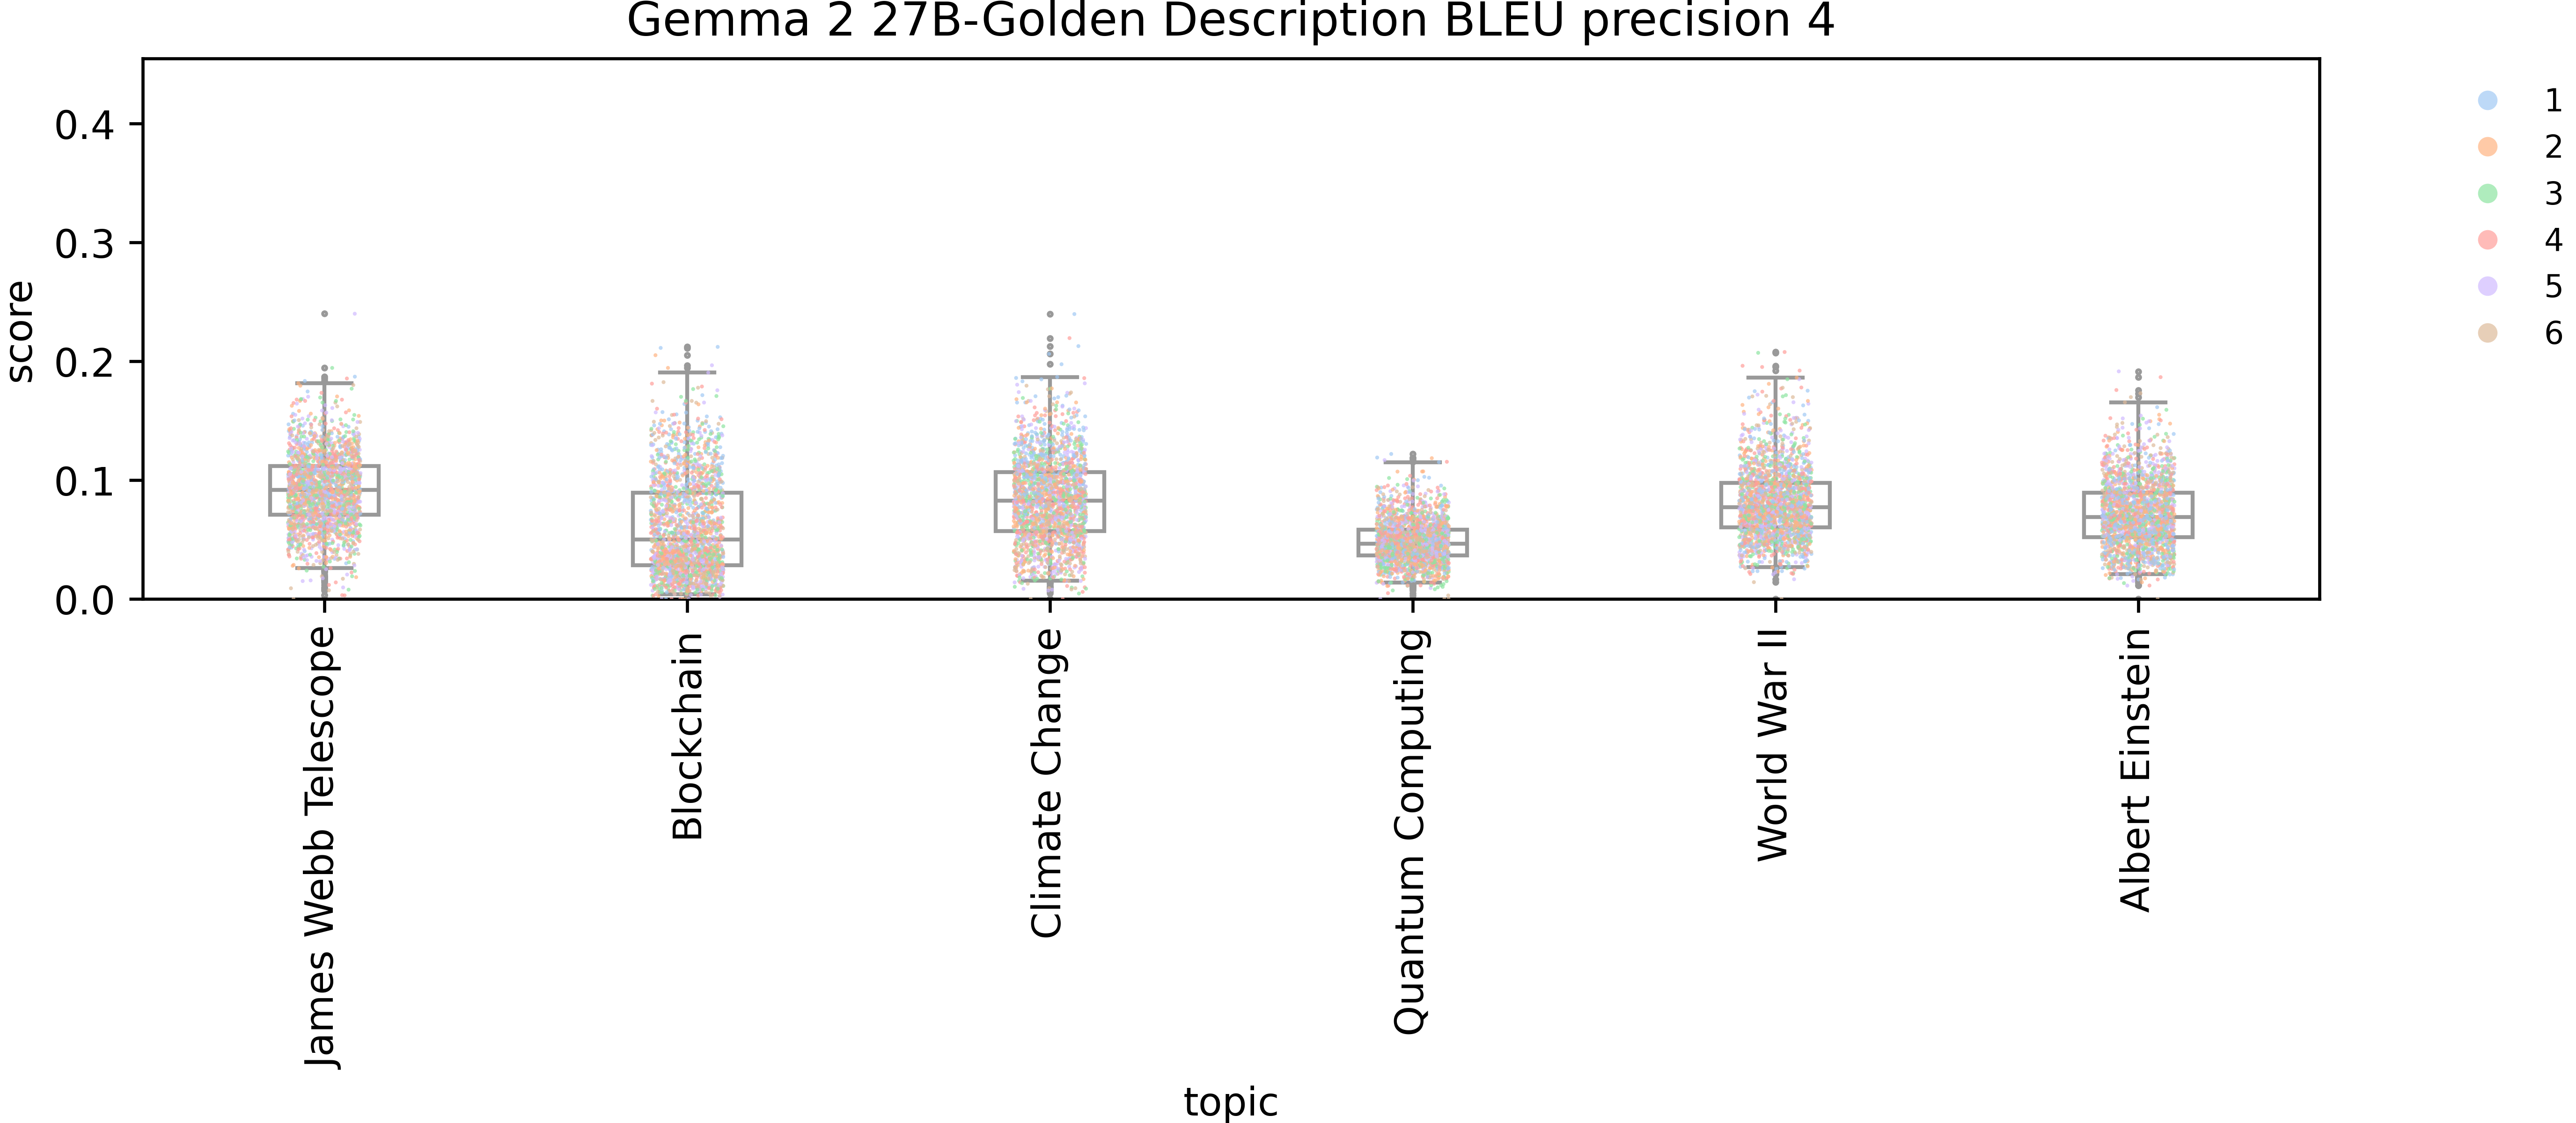 Gemma 2 27B-Golden Description BLEU precision 4
score
0.4
0.3
0.2
0.1
0.0
1
2
3
4
5
6
James Webb Telescope
Blockchain
Climate Change
Quantum Computing
World War II
Albert Einstein
topic